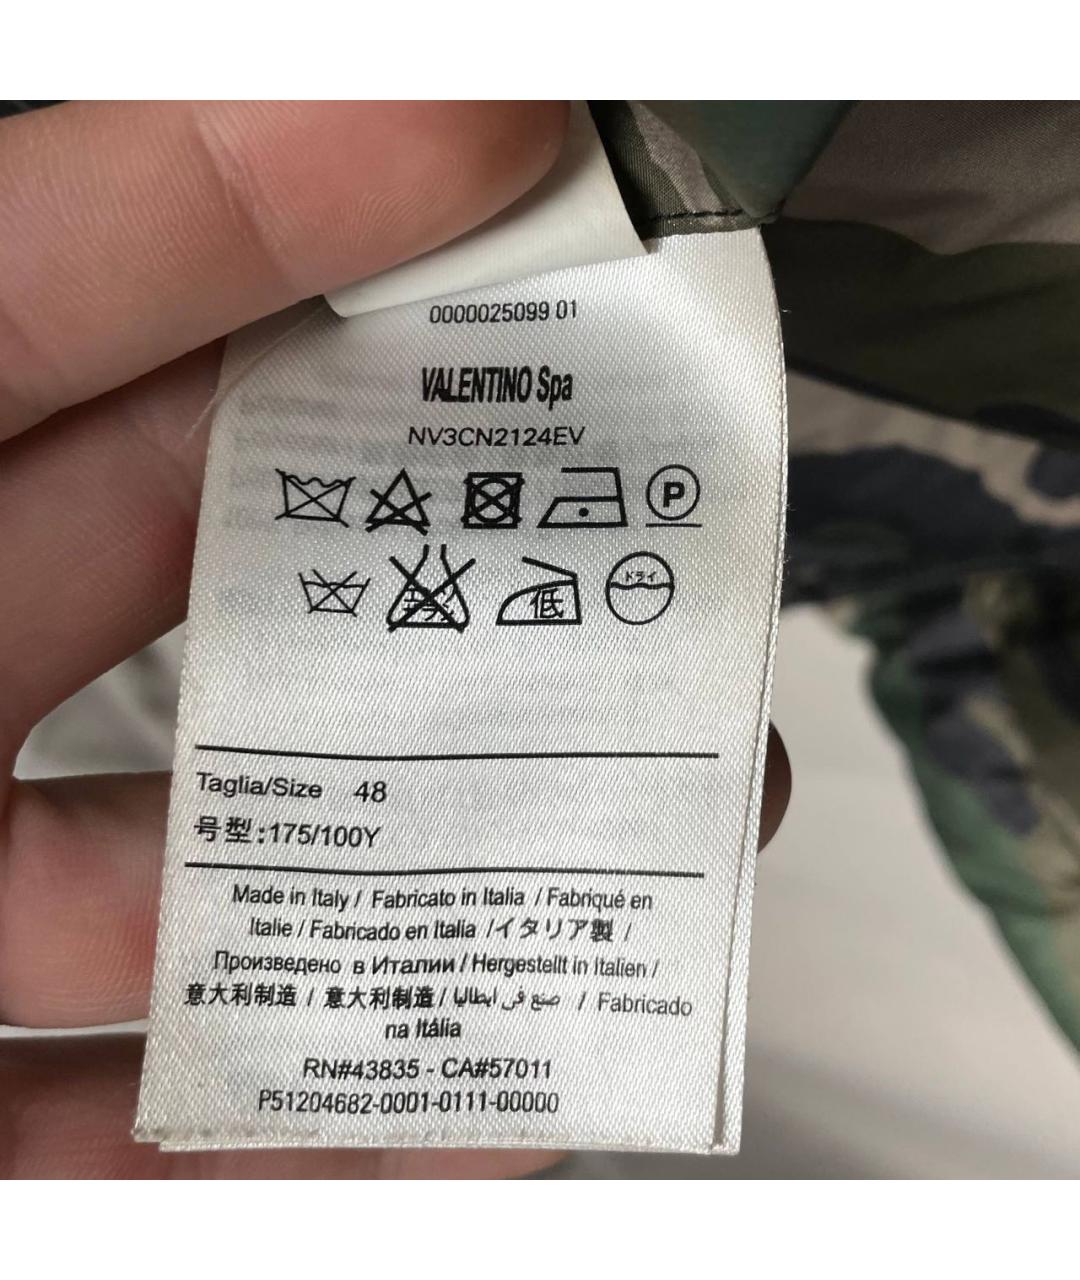 0000025099 01
VALENTINO Spa
NV3CN2124EV
P
低 ドライ
Taglia/Size 48
号型:175/100Y
Made in Italy / Fabricato in Italia / Fabriqué en
Italie / Fabricado en Italia /イタリア製 /
Произведено в Италии / Hergestellt in Italien /
意大利制造 / 意大利制造 / صنع في ايطاليا / Fabricado
na Itália
RN#43835 - CA#57011
P51204682-0001-0111-00000